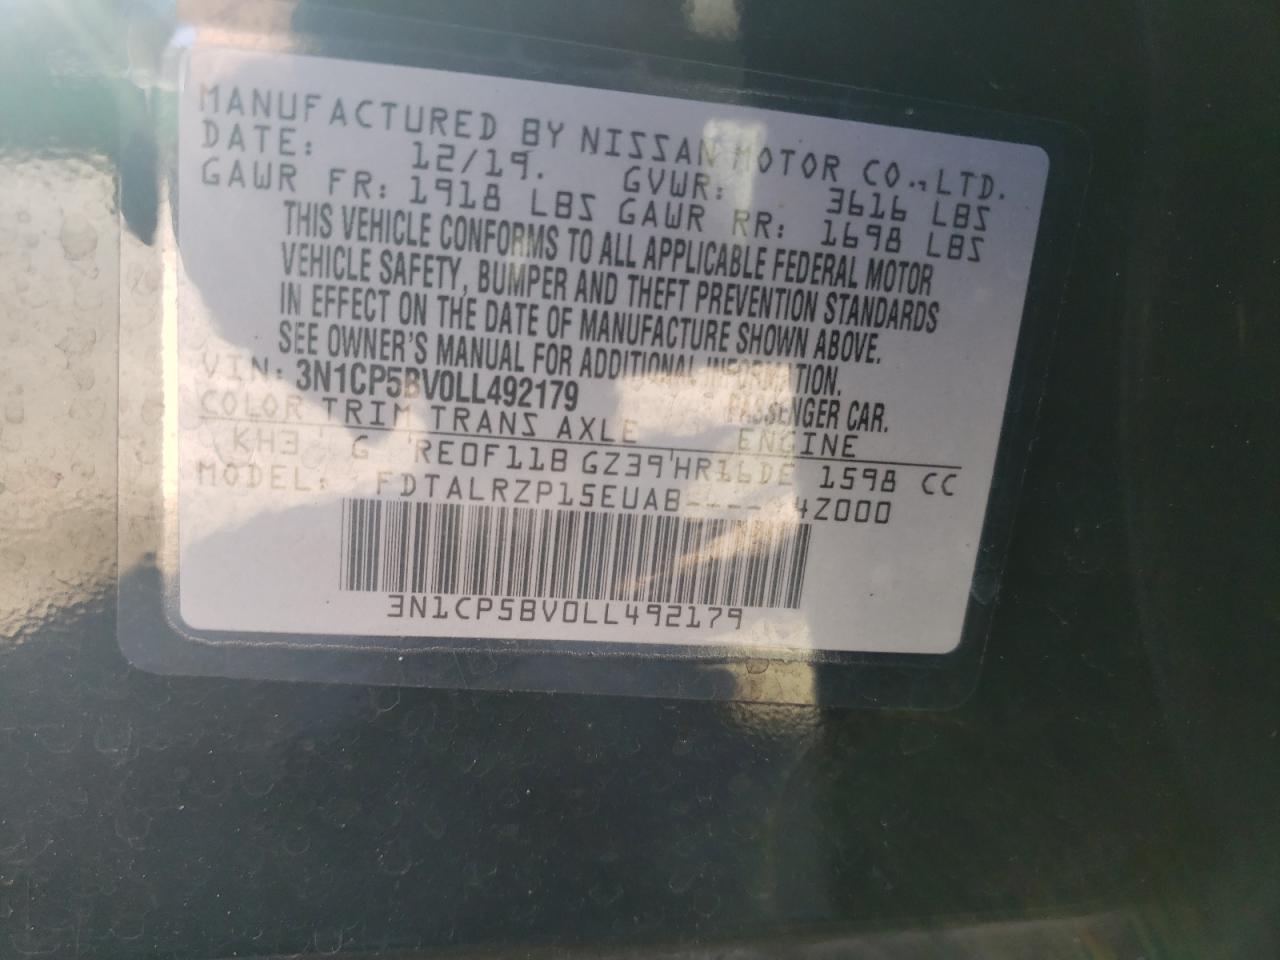 MANUFACTURED BY NISSAN MOTOR CO.,LTD.
DATE: 12/19. GVWR: 3616 LBS
GAWR FR: 1918 LBS GAWR RR: 1698 LBS
THIS VEHICLE CONFORMS TO ALL APPLICABLE FEDERAL MOTOR
VEHICLE SAFETY, BUMPER AND THEFT PREVENTION STANDARDS
IN EFFECT ON THE DATE OF MANUFACTURE SHOWN ABOVE.
SEE OWNER'S MANUAL FOR ADDITIONAL INFORMATION.
VIN: 3N1CP5BV0LL492179 PASSENGER CAR.
COLOR TRIM TRANS AXLE ENGINE
KH3 G RE0F11B GZ39 HR16DE 1598 CC
MODEL: FDTALRZP15EUAB---- 4Z000
3N1CP5BV0LL492179